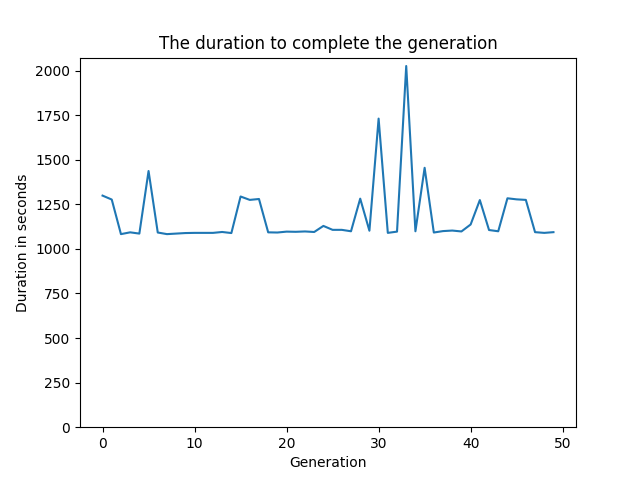 The duration to complete the generation
2000
1750
1500
1250
1000
750
500
250
0
Duration in seconds
0 10 20 30 40 50
Generation